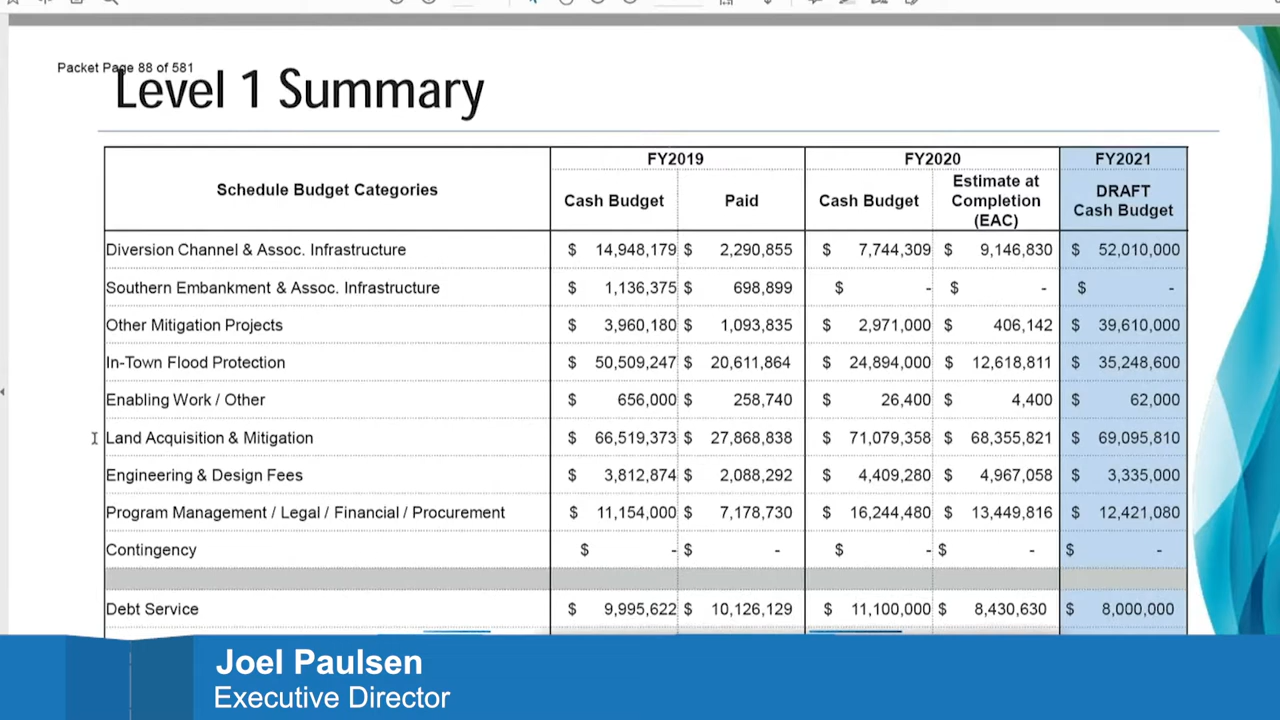 Packet Page 88 of 581
Level 1 Summary
Schedule Budget Categories FY2019 FY2020 FY2021
Cash Budget Paid Cash Budget Estimate at Completion (EAC) DRAFT Cash Budget
Diversion Channel & Assoc. Infrastructure $ 14,948,179 $ 2,290,855 $ 7,744,309 $ 9,146,830 $ 52,010,000
Southern Embankment & Assoc. Infrastructure $ 1,136,375 $ 698,899 $ - $ - $ -
Other Mitigation Projects $ 3,960,180 $ 1,093,835 $ 2,971,000 $ 406,142 $ 39,610,000
In-Town Flood Protection $ 50,509,247 $ 20,611,864 $ 24,894,000 $ 12,618,811 $ 35,248,600
Enabling Work / Other $ 656,000 $ 258,740 $ 26,400 $ 4,400 $ 62,000
Land Acquisition & Mitigation $ 66,519,373 $ 27,868,838 $ 71,079,358 $ 68,355,821 $ 69,095,810
Engineering & Design Fees $ 3,812,874 $ 2,088,292 $ 4,409,280 $ 4,967,058 $ 3,335,000
Program Management / Legal / Financial / Procurement $ 11,154,000 $ 7,178,730 $ 16,244,480 $ 13,449,816 $ 12,421,080
Contingency $ - $ - $ - $ - $ -
Debt Service $ 9,995,622 $ 10,126,129 $ 11,100,000 $ 8,430,630 $ 8,000,000
Joel Paulsen
Executive Director